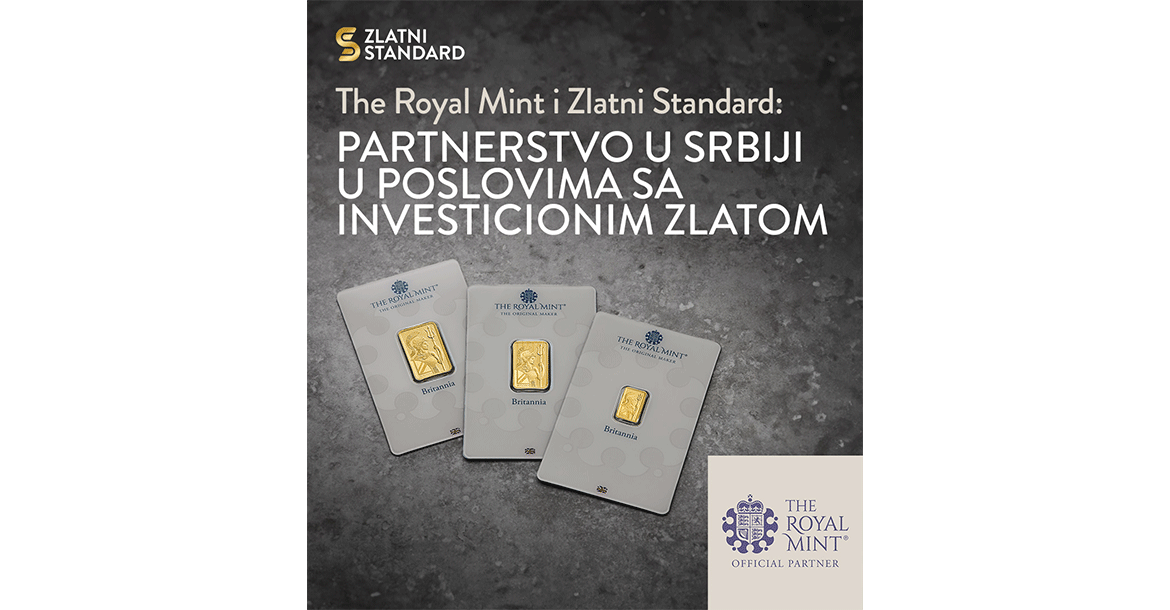 ZLATNI
STANDARD
The Royal Mint i Zlatni Standard:
PARTNERSTVO U SRBIJI
U POSLOVIMA SA
INVESTICIONIM ZLATOM
THE ROYAL MINT®
THE ORIGINAL MAKER
Britannia
THE ROYAL MINT®
THE ORIGINAL MAKER
Britannia
THE ROYAL MINT®
THE ORIGINAL MAKER
Britannia
THE
ROYAL
MINT®
OFFICIAL PARTNER